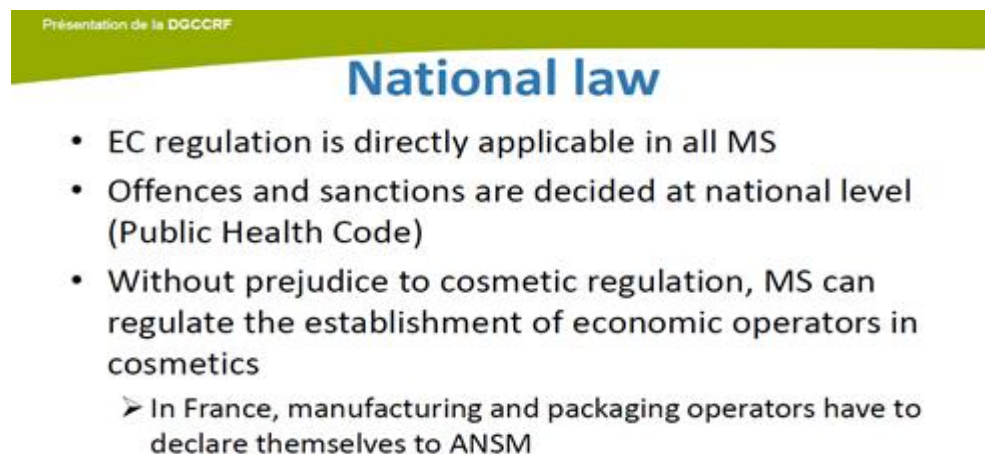 Présentation de la DGCCRF
National law
• EC regulation is directly applicable in all MS
• Offences and sanctions are decided at national level
(Public Health Code)
• Without prejudice to cosmetic regulation, MS can
regulate the establishment of economic operators in
cosmetics
➢ In France, manufacturing and packaging operators have to
declare themselves to ANSM